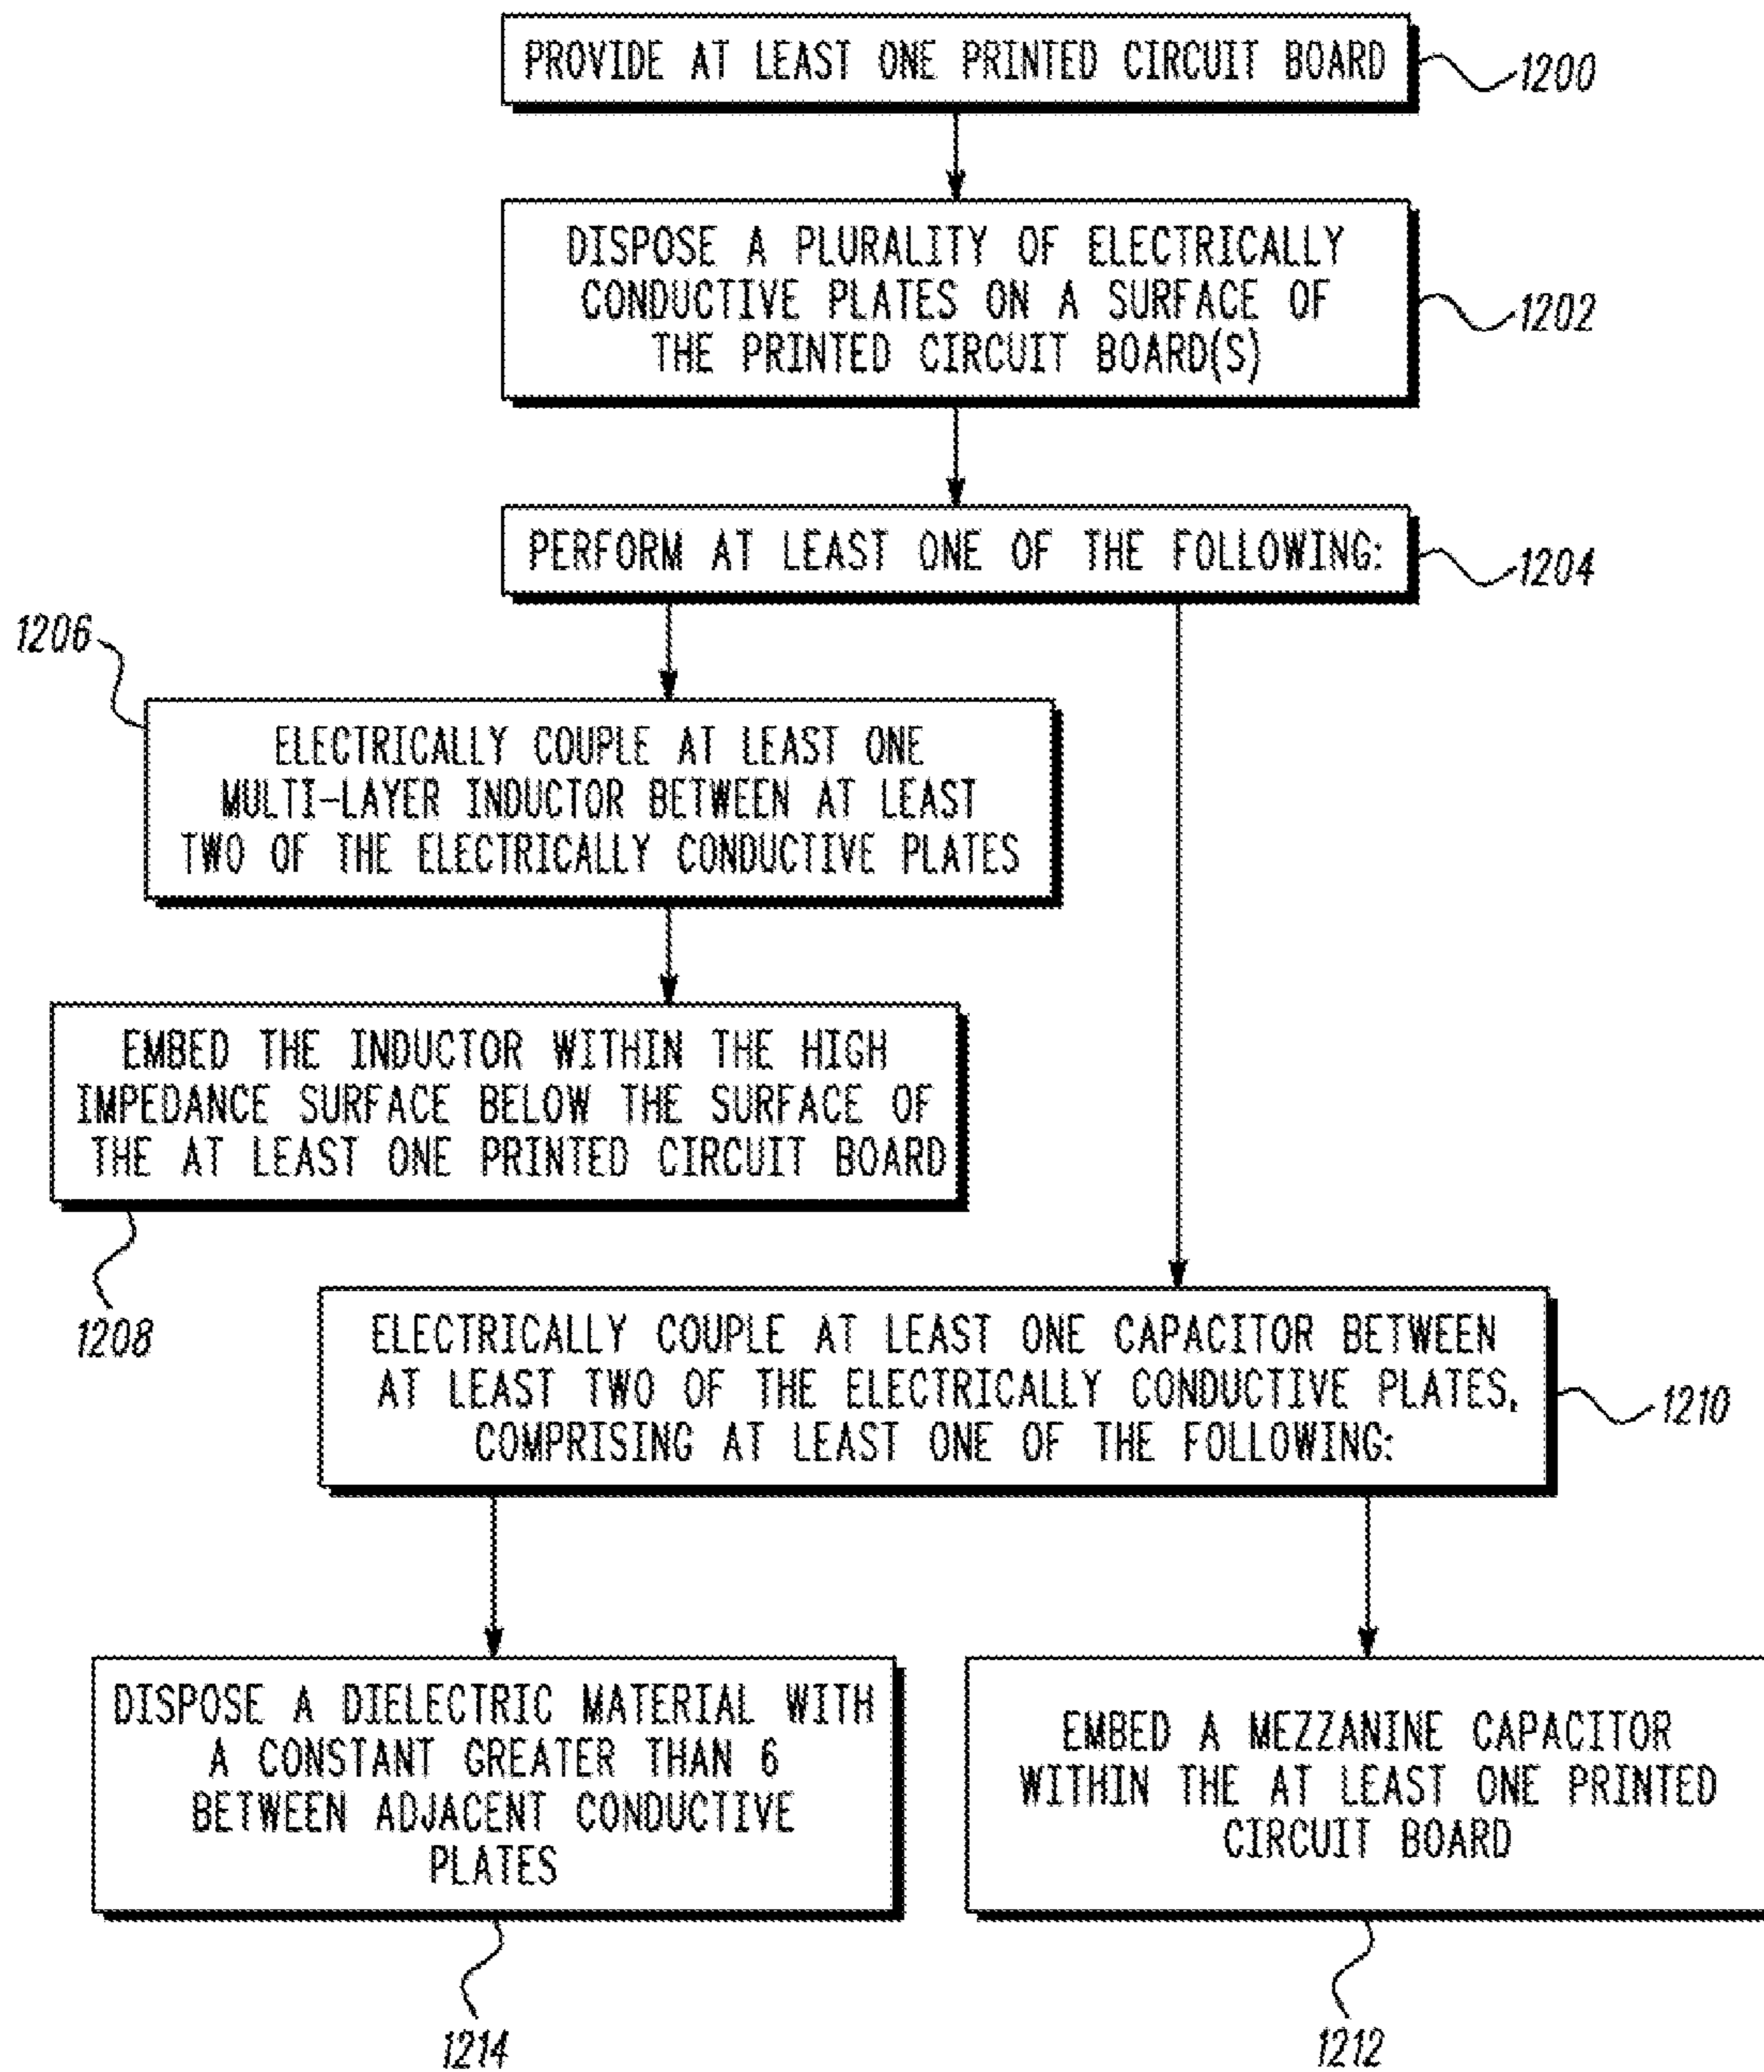 PROVIDE AT LEAST ONE PRINTED CIRCUIT BOARD
1200
DISPOSE A PLURALITY OF ELECTRICALLY
CONDUCTIVE PLATES ON A SURFACE OF
THE PRINTED CIRCUIT BOARD(S)
1202
PERFORM AT LEAST ONE OF THE FOLLOWING:
1204
1206
ELECTRICALLY COUPLE AT LEAST ONE
MULTI-LAYER INDUCTOR BETWEEN AT LEAST
TWO OF THE ELECTRICALLY CONDUCTIVE PLATES
EMBED THE INDUCTOR WITHIN THE HIGH
IMPEDANCE SURFACE BELOW THE SURFACE OF
THE AT LEAST ONE PRINTED CIRCUIT BOARD
1208
ELECTRICALLY COUPLE AT LEAST ONE CAPACITOR BETWEEN
AT LEAST TWO OF THE ELECTRICALLY CONDUCTIVE PLATES,
COMPRISING AT LEAST ONE OF THE FOLLOWING:
1210
DISPOSE A DIELECTRIC MATERIAL WITH
A CONSTANT GREATER THAN 6
BETWEEN ADJACENT CONDUCTIVE
PLATES
1214
EMBED A MEZZANINE CAPACITOR
WITHIN THE AT LEAST ONE PRINTED
CIRCUIT BOARD
1212